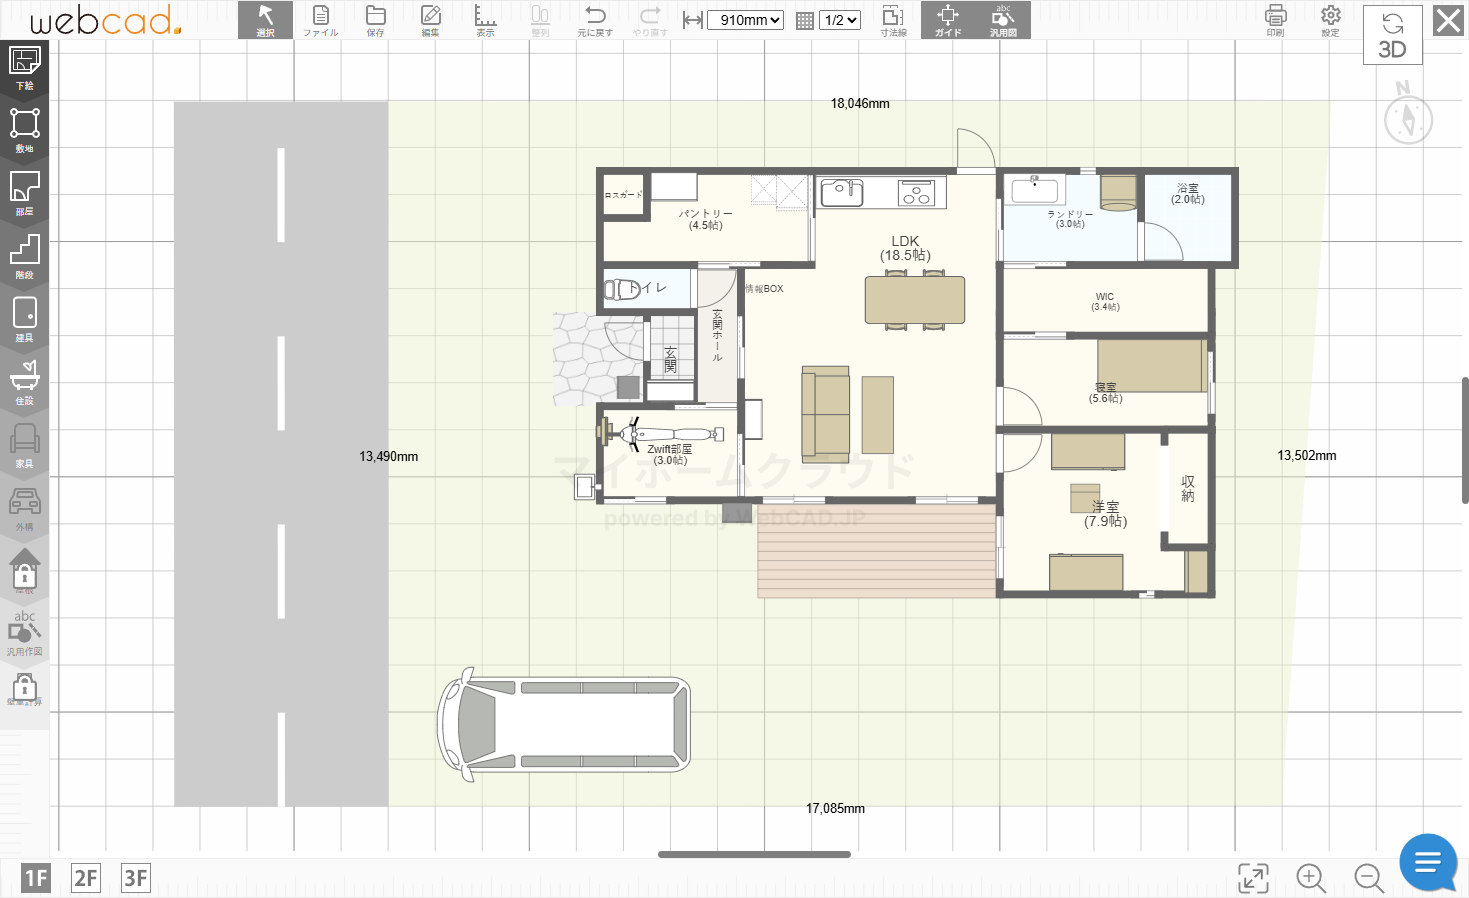 webcad.
選択
ファイル
保存
編集
表示
整列
元に戻す
やり直す
910mm
1/2
寸法線
ガイド
abc
汎用図
印刷
設定
3D
下絵
敷地
部屋
階段
建具
住設
家具
外構
abc
汎用作図
壁量計算
N
18,046mm
13,490mm
13,502mm
17,085mm
ロスガード
パントリー
(4.5帖)
LDK
(18.5帖)
ランドリー
(3.0帖)
浴室
(2.0帖)
トイレ
情報BOX
WIC
(3.4帖)
玄関ホール
玄関
寝室
(5.6帖)
Zwift部屋
(3.0帖)
収納
洋室
(7.9帖)
マイホームクラウド
powered by WebCAD.JP
1F
2F
3F